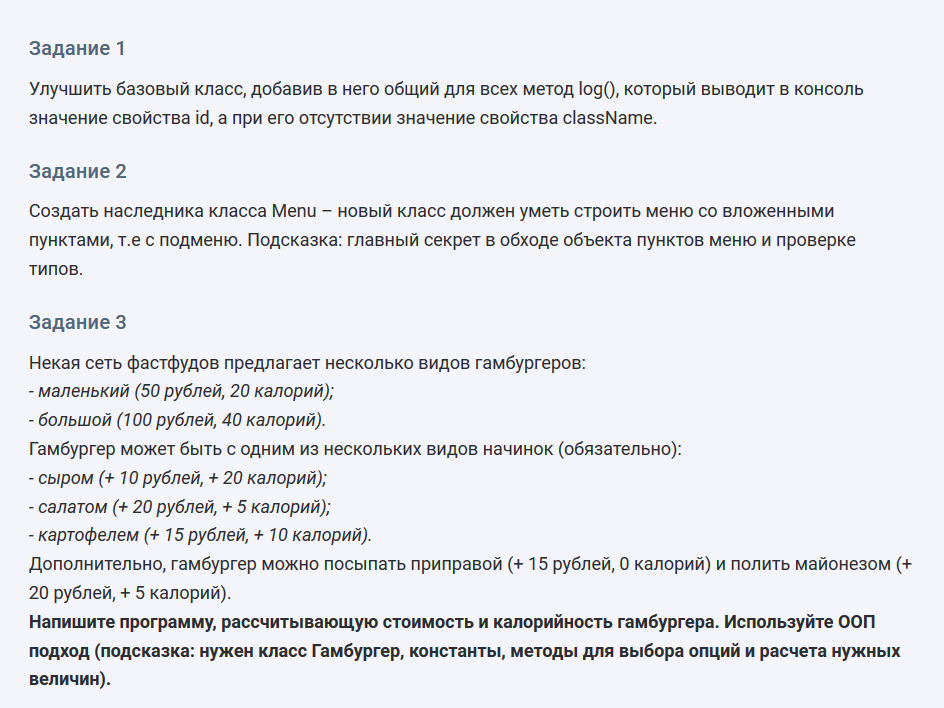 Задание 1
Улучшить базовый класс, добавив в него общий для всех метод log(), который выводит в консоль
значение свойства id, а при его отсутствии значение свойства className.
Задание 2
Создать наследника класса Menu – новый класс должен уметь строить меню со вложенными
пунктами, т.е с подменю. Подсказка: главный секрет в обходе объекта пунктов меню и проверке
типов.
Задание 3
Некая сеть фастфудов предлагает несколько видов гамбургеров:
- маленький (50 рублей, 20 калорий);
- большой (100 рублей, 40 калорий).
Гамбургер может быть с одним из нескольких видов начинок (обязательно):
- сыром (+ 10 рублей, + 20 калорий);
- салатом (+ 20 рублей, + 5 калорий);
- картофелем (+ 15 рублей, + 10 калорий).
Дополнительно, гамбургер можно посыпать приправой (+ 15 рублей, 0 калорий) и полить майонезом (+
20 рублей, + 5 калорий).
Напишите программу, рассчитывающую стоимость и калорийность гамбургера. Используйте ООП
подход (подсказка: нужен класс Гамбургер, константы, методы для выбора опций и расчета нужных
величин).